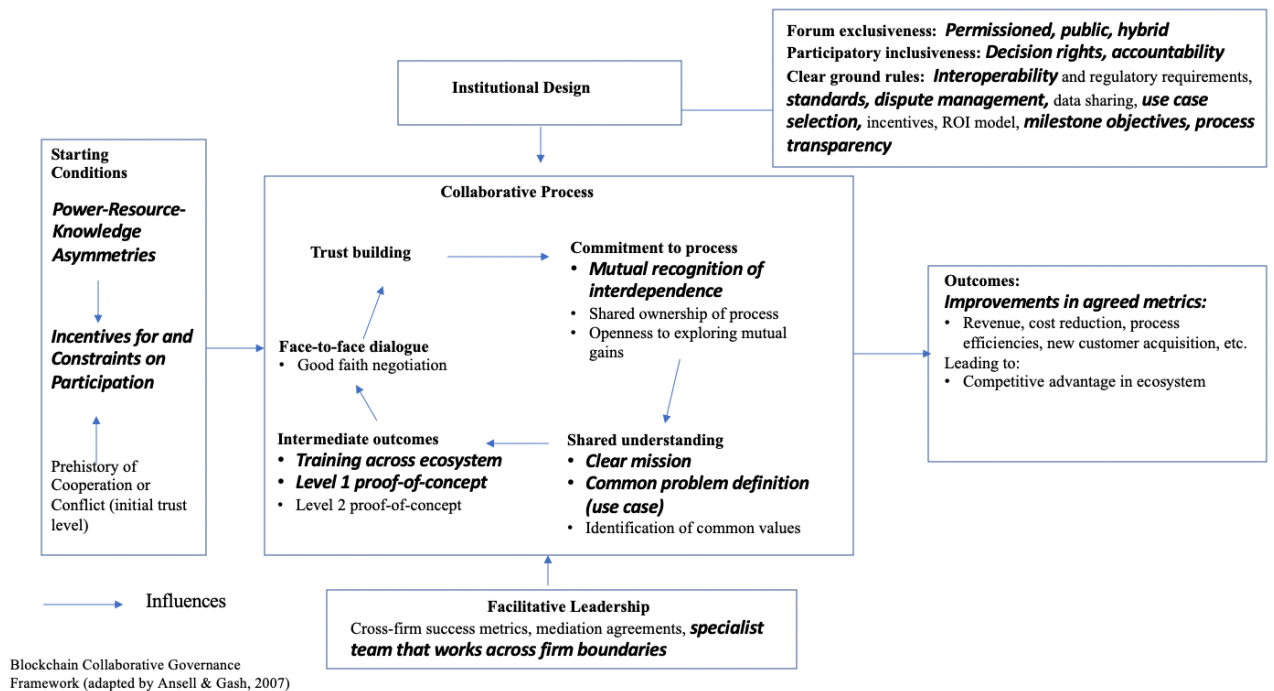 Forum exclusiveness: Permissioned, public, hybrid
Participatory inclusiveness: Decision rights, accountability
Clear ground rules: Interoperability and regulatory requirements,
standards, dispute management, data sharing, use case
selection, incentives, ROI model, milestone objectives, process
transparency
Institutional Design
Starting
Conditions
Power-Resource-
Knowledge
Asymmetries
Incentives for and
Constraints on
Participation
Prehistory of
Cooperation or
Conflict (initial trust
level)
Collaborative Process
Trust building
Commitment to process
• Mutual recognition of
interdependence
• Shared ownership of process
• Openness to exploring mutual
gains
Face-to-face dialogue
• Good faith negotiation
Intermediate outcomes
• Training across ecosystem
• Level 1 proof-of-concept
• Level 2 proof-of-concept
Shared understanding
• Clear mission
• Common problem definition
(use case)
• Identification of common values
Outcomes:
Improvements in agreed metrics:
• Revenue, cost reduction, process
efficiencies, new customer acquisition, etc.
Leading to:
• Competitive advantage in ecosystem
Influences
Facilitative Leadership
Cross-firm success metrics, mediation agreements, specialist
team that works across firm boundaries
Blockchain Collaborative Governance
Framework (adapted by Ansell & Gash, 2007)